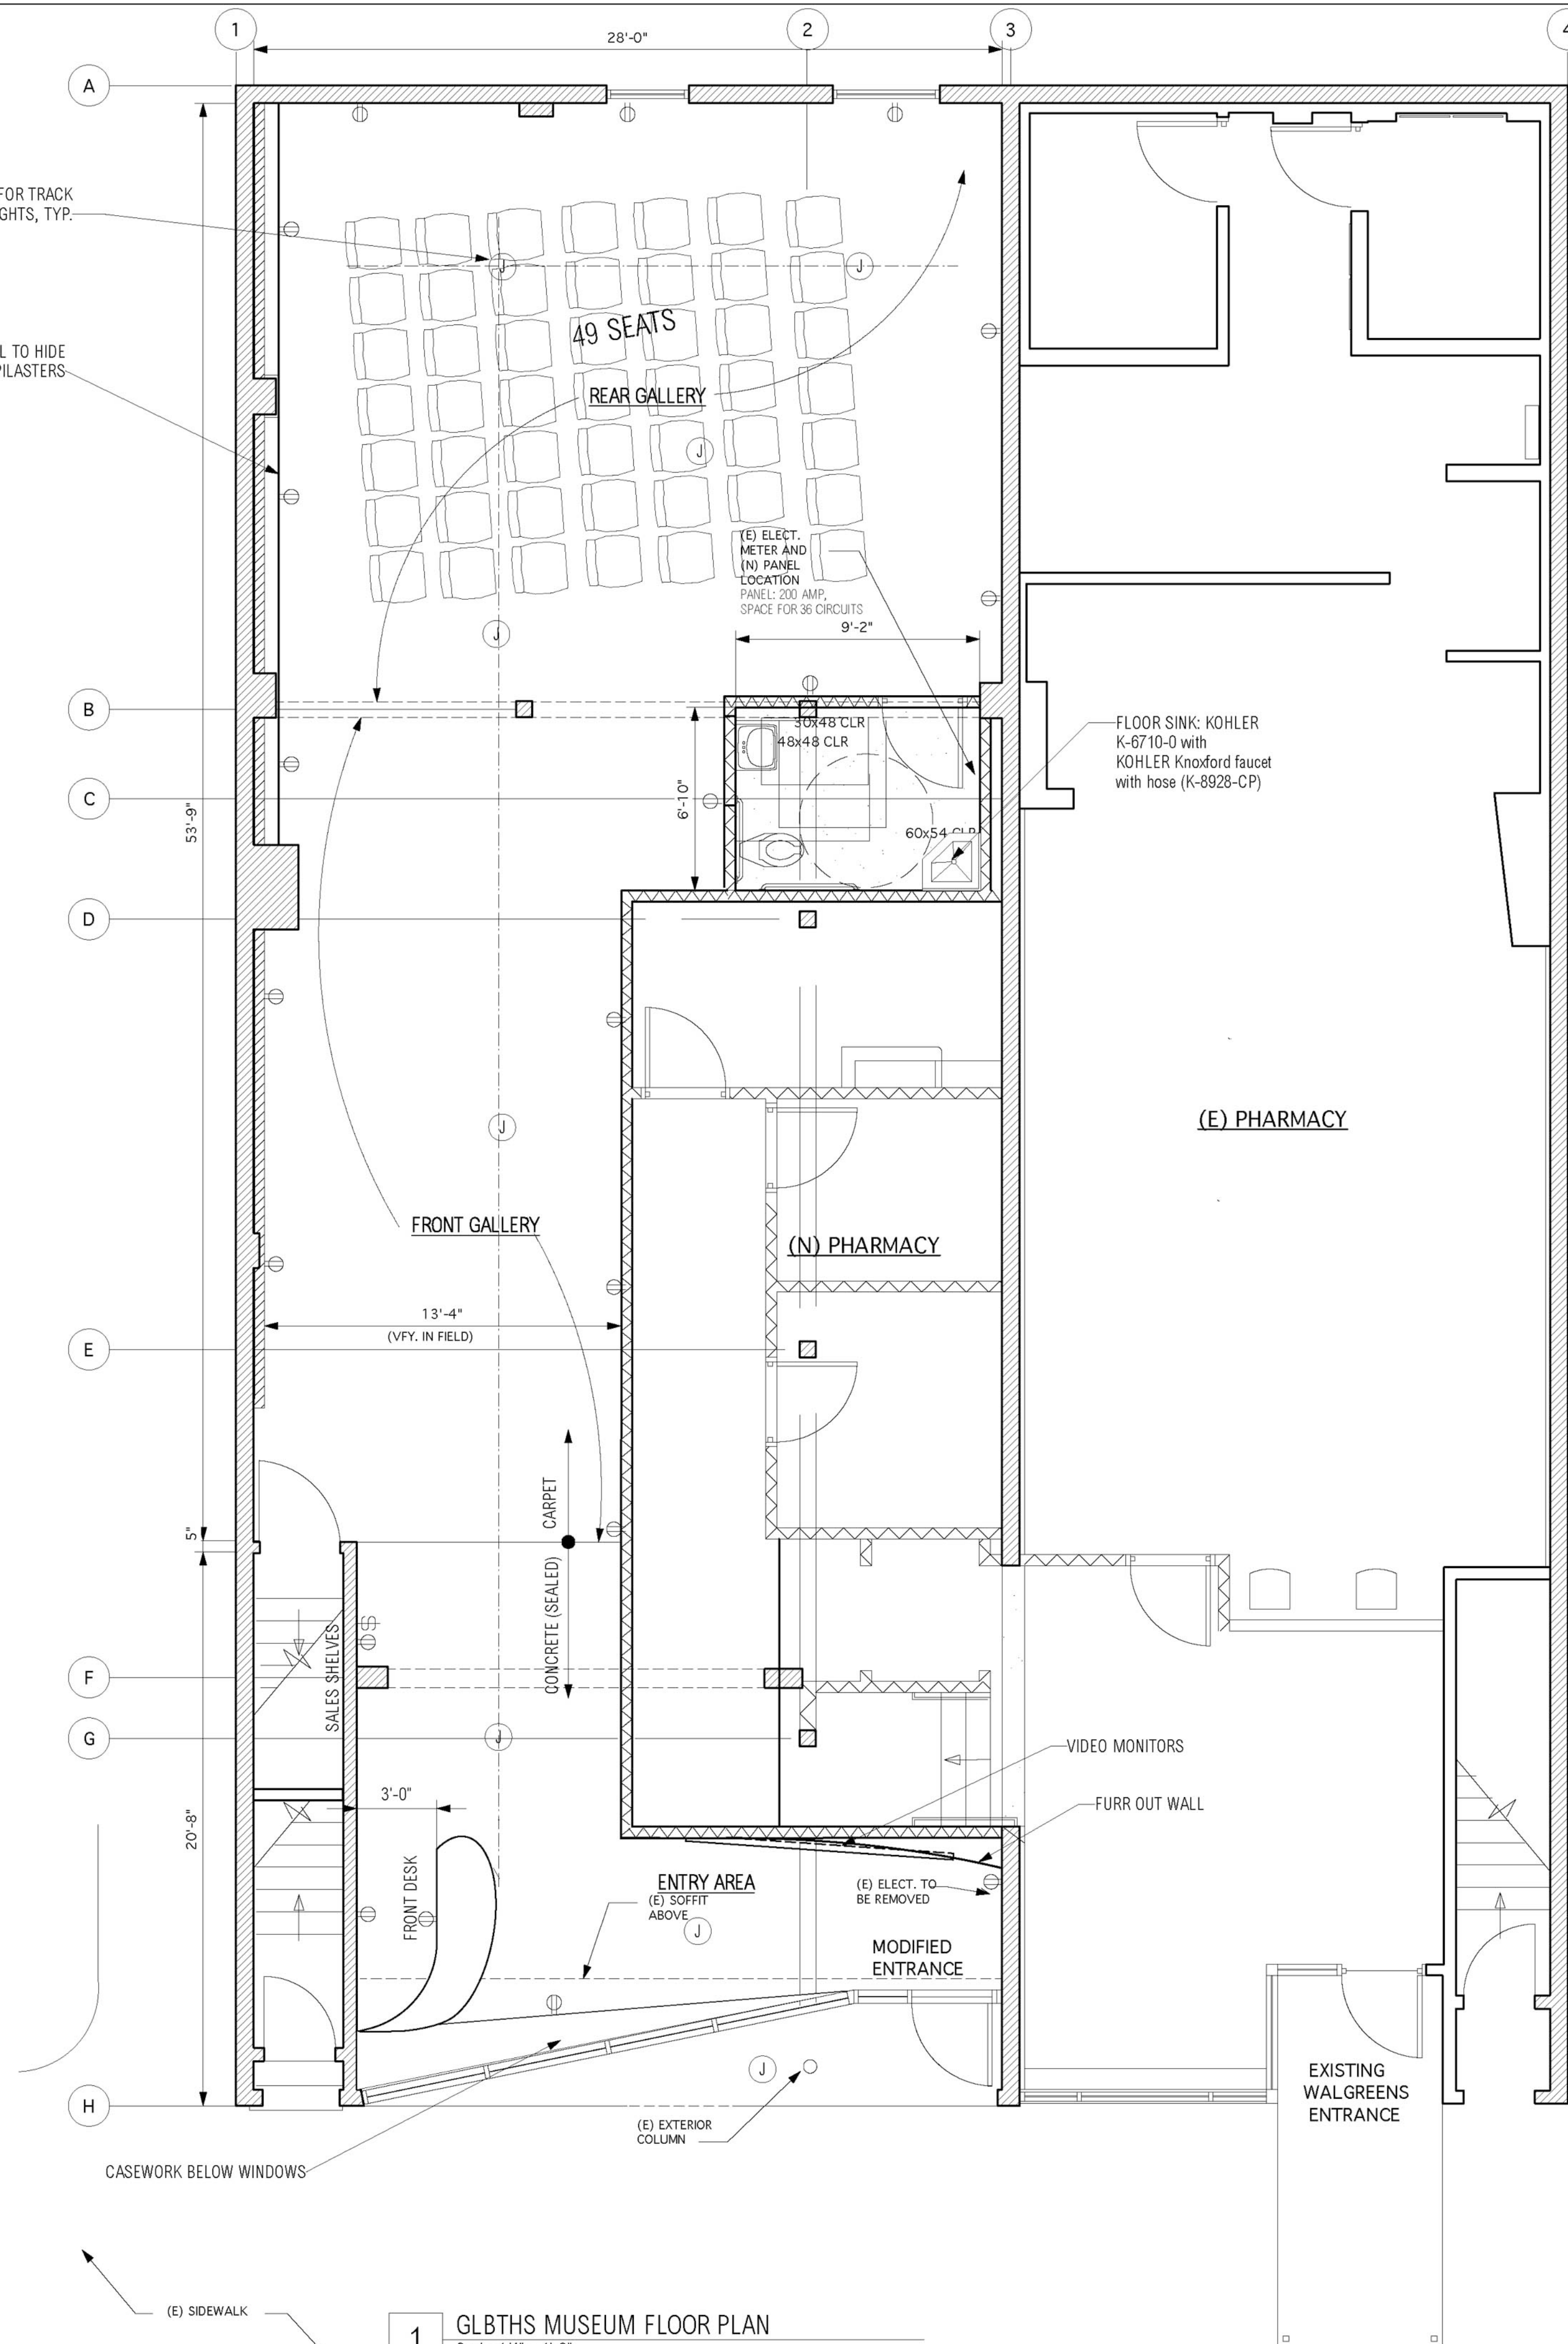 1
2
3
4
28'-0"
A
FOR TRACK
GHTS, TYP.
J
J
49 SEATS
L TO HIDE
PILASTERS
REAR GALLERY
J
(E) ELECT.
METER AND
(N) PANEL
LOCATION
PANEL: 200 AMP,
SPACE FOR 36 CIRCUITS
9'-2"
J
B
30x48 CLR
48x48 CLR
FLOOR SINK: KOHLER
K-6710-0 with
KOHLER Knoxford faucet
with hose (K-8928-CP)
C
53'-9"
6'-10"
60x54 CLR
D
J
(E) PHARMACY
FRONT GALLERY
(N) PHARMACY
13'-4"
(VFY. IN FIELD)
E
CARPET
5"
CONCRETE (SEALED)
SALES SHELVES
F
G
J
VIDEO MONITORS
3'-0"
FURR OUT WALL
20'-8"
FRONT DESK
ENTRY AREA
(E) SOFFIT
ABOVE
(E) ELECT. TO
BE REMOVED
J
MODIFIED
ENTRANCE
J
EXISTING
WALGREENS
ENTRANCE
H
(E) EXTERIOR
COLUMN
CASEWORK BELOW WINDOWS
(E) SIDEWALK
1
GLBTHS MUSEUM FLOOR PLAN